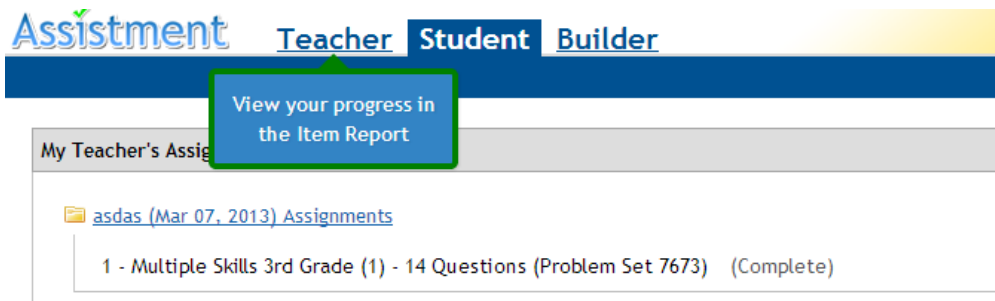 Assistment Teacher Student Builder
View your progress in
the Item Report
My Teacher's Assig
asdas (Mar 07, 2013) Assignments
1 - Multiple Skills 3rd Grade (1) - 14 Questions (Problem Set 7673) (Complete)